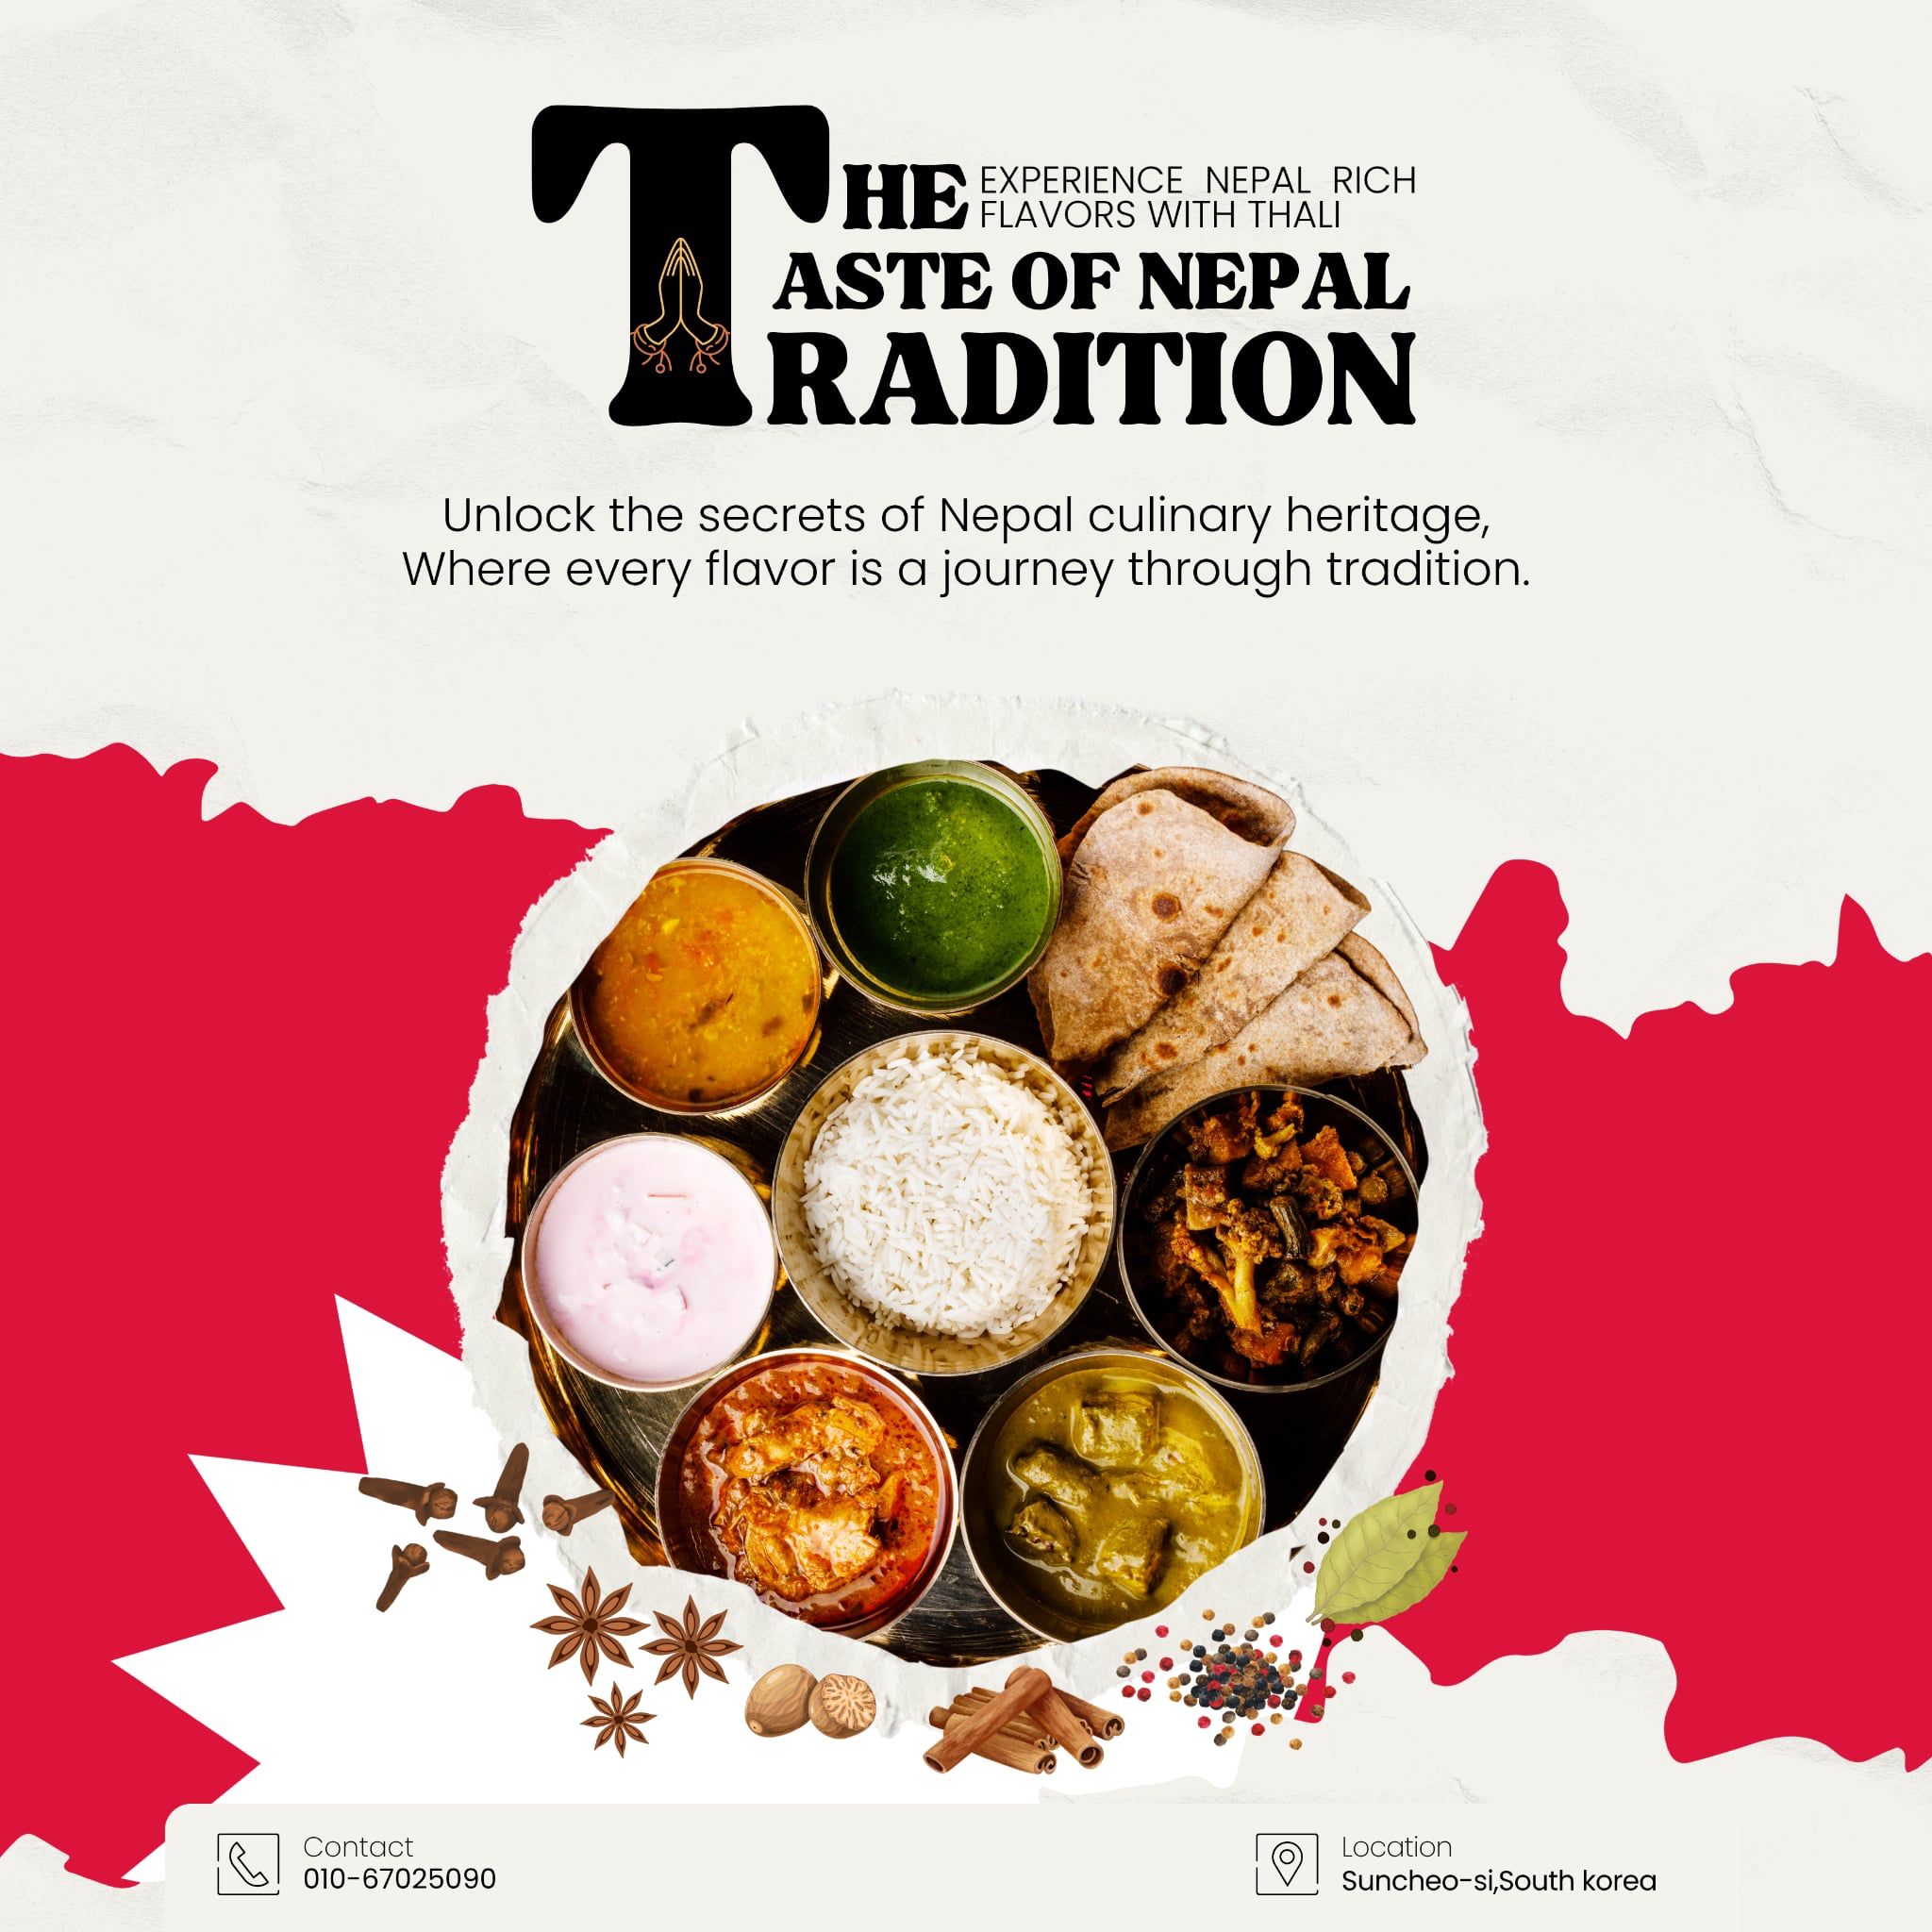 THE EXPERIENCE NEPAL RICH
FLAVORS WITH THALI
TASTE OF NEPAL
TRADITION
Unlock the secrets of Nepal culinary heritage,
Where every flavor is a journey through tradition.
Contact
010-67025090
Location
Suncheo-si,South korea